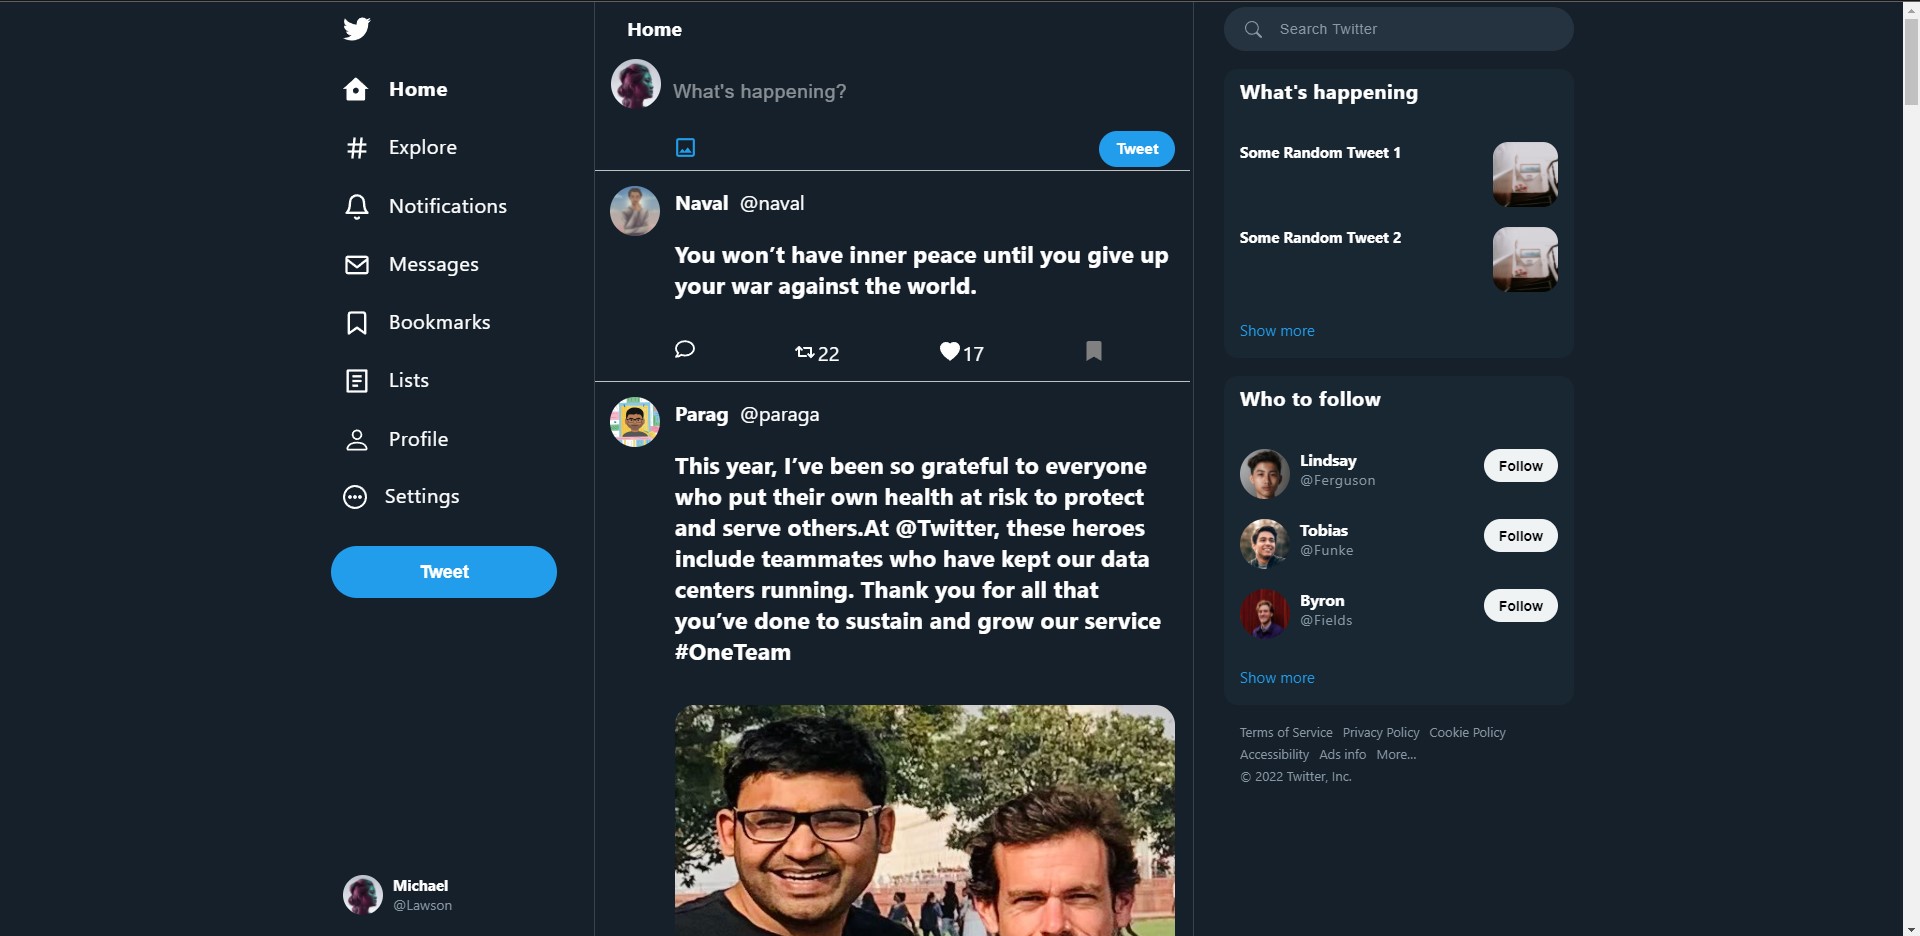 Home
Explore
Notifications
Messages
Bookmarks
Lists
Profile
Settings
Tweet
Michael
@Lawson
Home
What's happening?
Tweet
Naval @naval
You won’t have inner peace until you give up
your war against the world.
22 17
Parag @paraga
This year, I’ve been so grateful to everyone
who put their own health at risk to protect
and serve others.At @Twitter, these heroes
include teammates who have kept our data
centers running. Thank you for all that
you’ve done to sustain and grow our service
#OneTeam
Search Twitter
What's happening
Some Random Tweet 1
Some Random Tweet 2
Show more
Who to follow
Lindsay
@Ferguson
Follow
Tobias
@Funke
Follow
Byron
@Fields
Follow
Show more
Terms of Service Privacy Policy Cookie Policy
Accessibility Ads info More...
© 2022 Twitter, Inc.